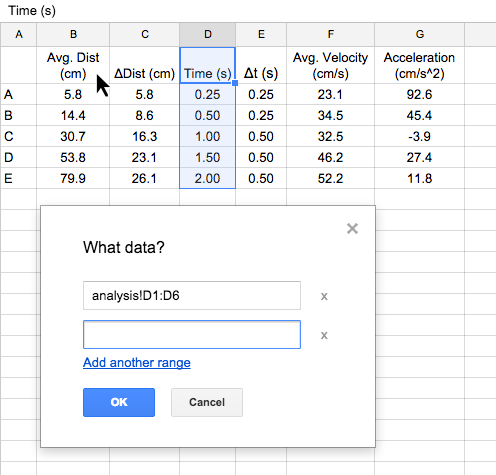 Time (s)
A B C D E F G
Avg. Dist (cm) ΔDist (cm) Time (s) Δt (s) Avg. Velocity (cm/s) Acceleration (cm/s^2)
A 5.8 5.8 0.25 0.25 23.1 92.6
B 14.4 8.6 0.50 0.25 34.5 45.4
C 30.7 16.3 1.00 0.50 32.5 -3.9
D 53.8 23.1 1.50 0.50 46.2 27.4
E 79.9 26.1 2.00 0.50 52.2 11.8
What data?
analysis!D1:D6 x
x
Add another range
OK Cancel